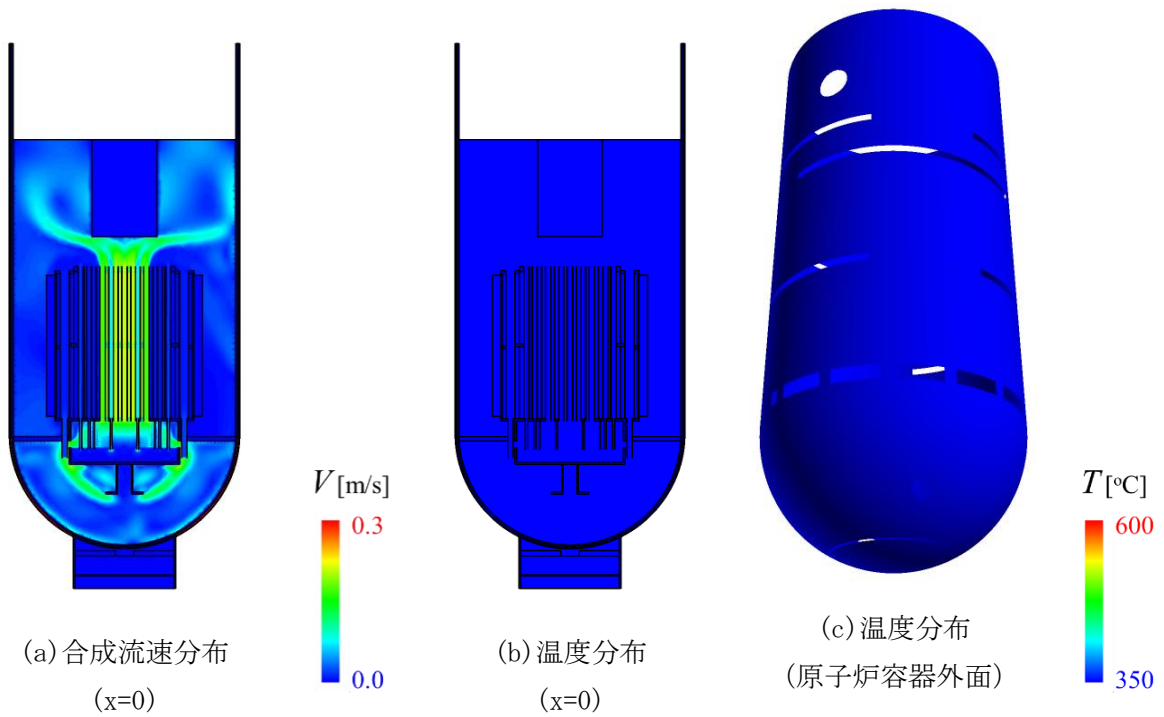 V[m/s]
0.3
0.0
T[°C]
600
350
(a)合成流速分布
(x=0)
(b)温度分布
(x=0)
(c)温度分布
(原子炉容器外面)